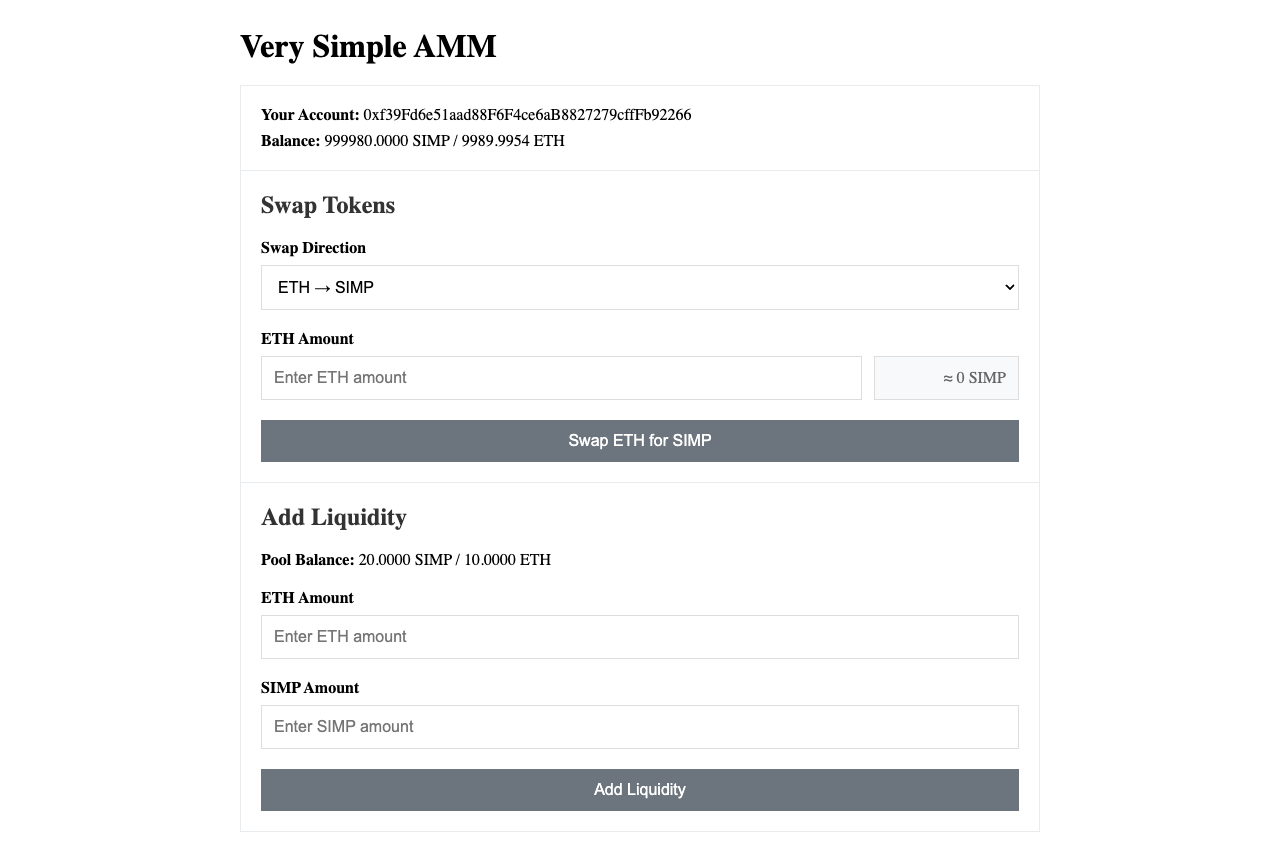 Very Simple AMM
Your Account: 0xf39Fd6e51aad88F6F4ce6aB8827279cffFb92266
Balance: 999980.0000 SIMP / 9989.9954 ETH
Swap Tokens
Swap Direction
ETH → SIMP
ETH Amount
Enter ETH amount
≈ 0 SIMP
Swap ETH for SIMP
Add Liquidity
Pool Balance: 20.0000 SIMP / 10.0000 ETH
ETH Amount
Enter ETH amount
SIMP Amount
Enter SIMP amount
Add Liquidity